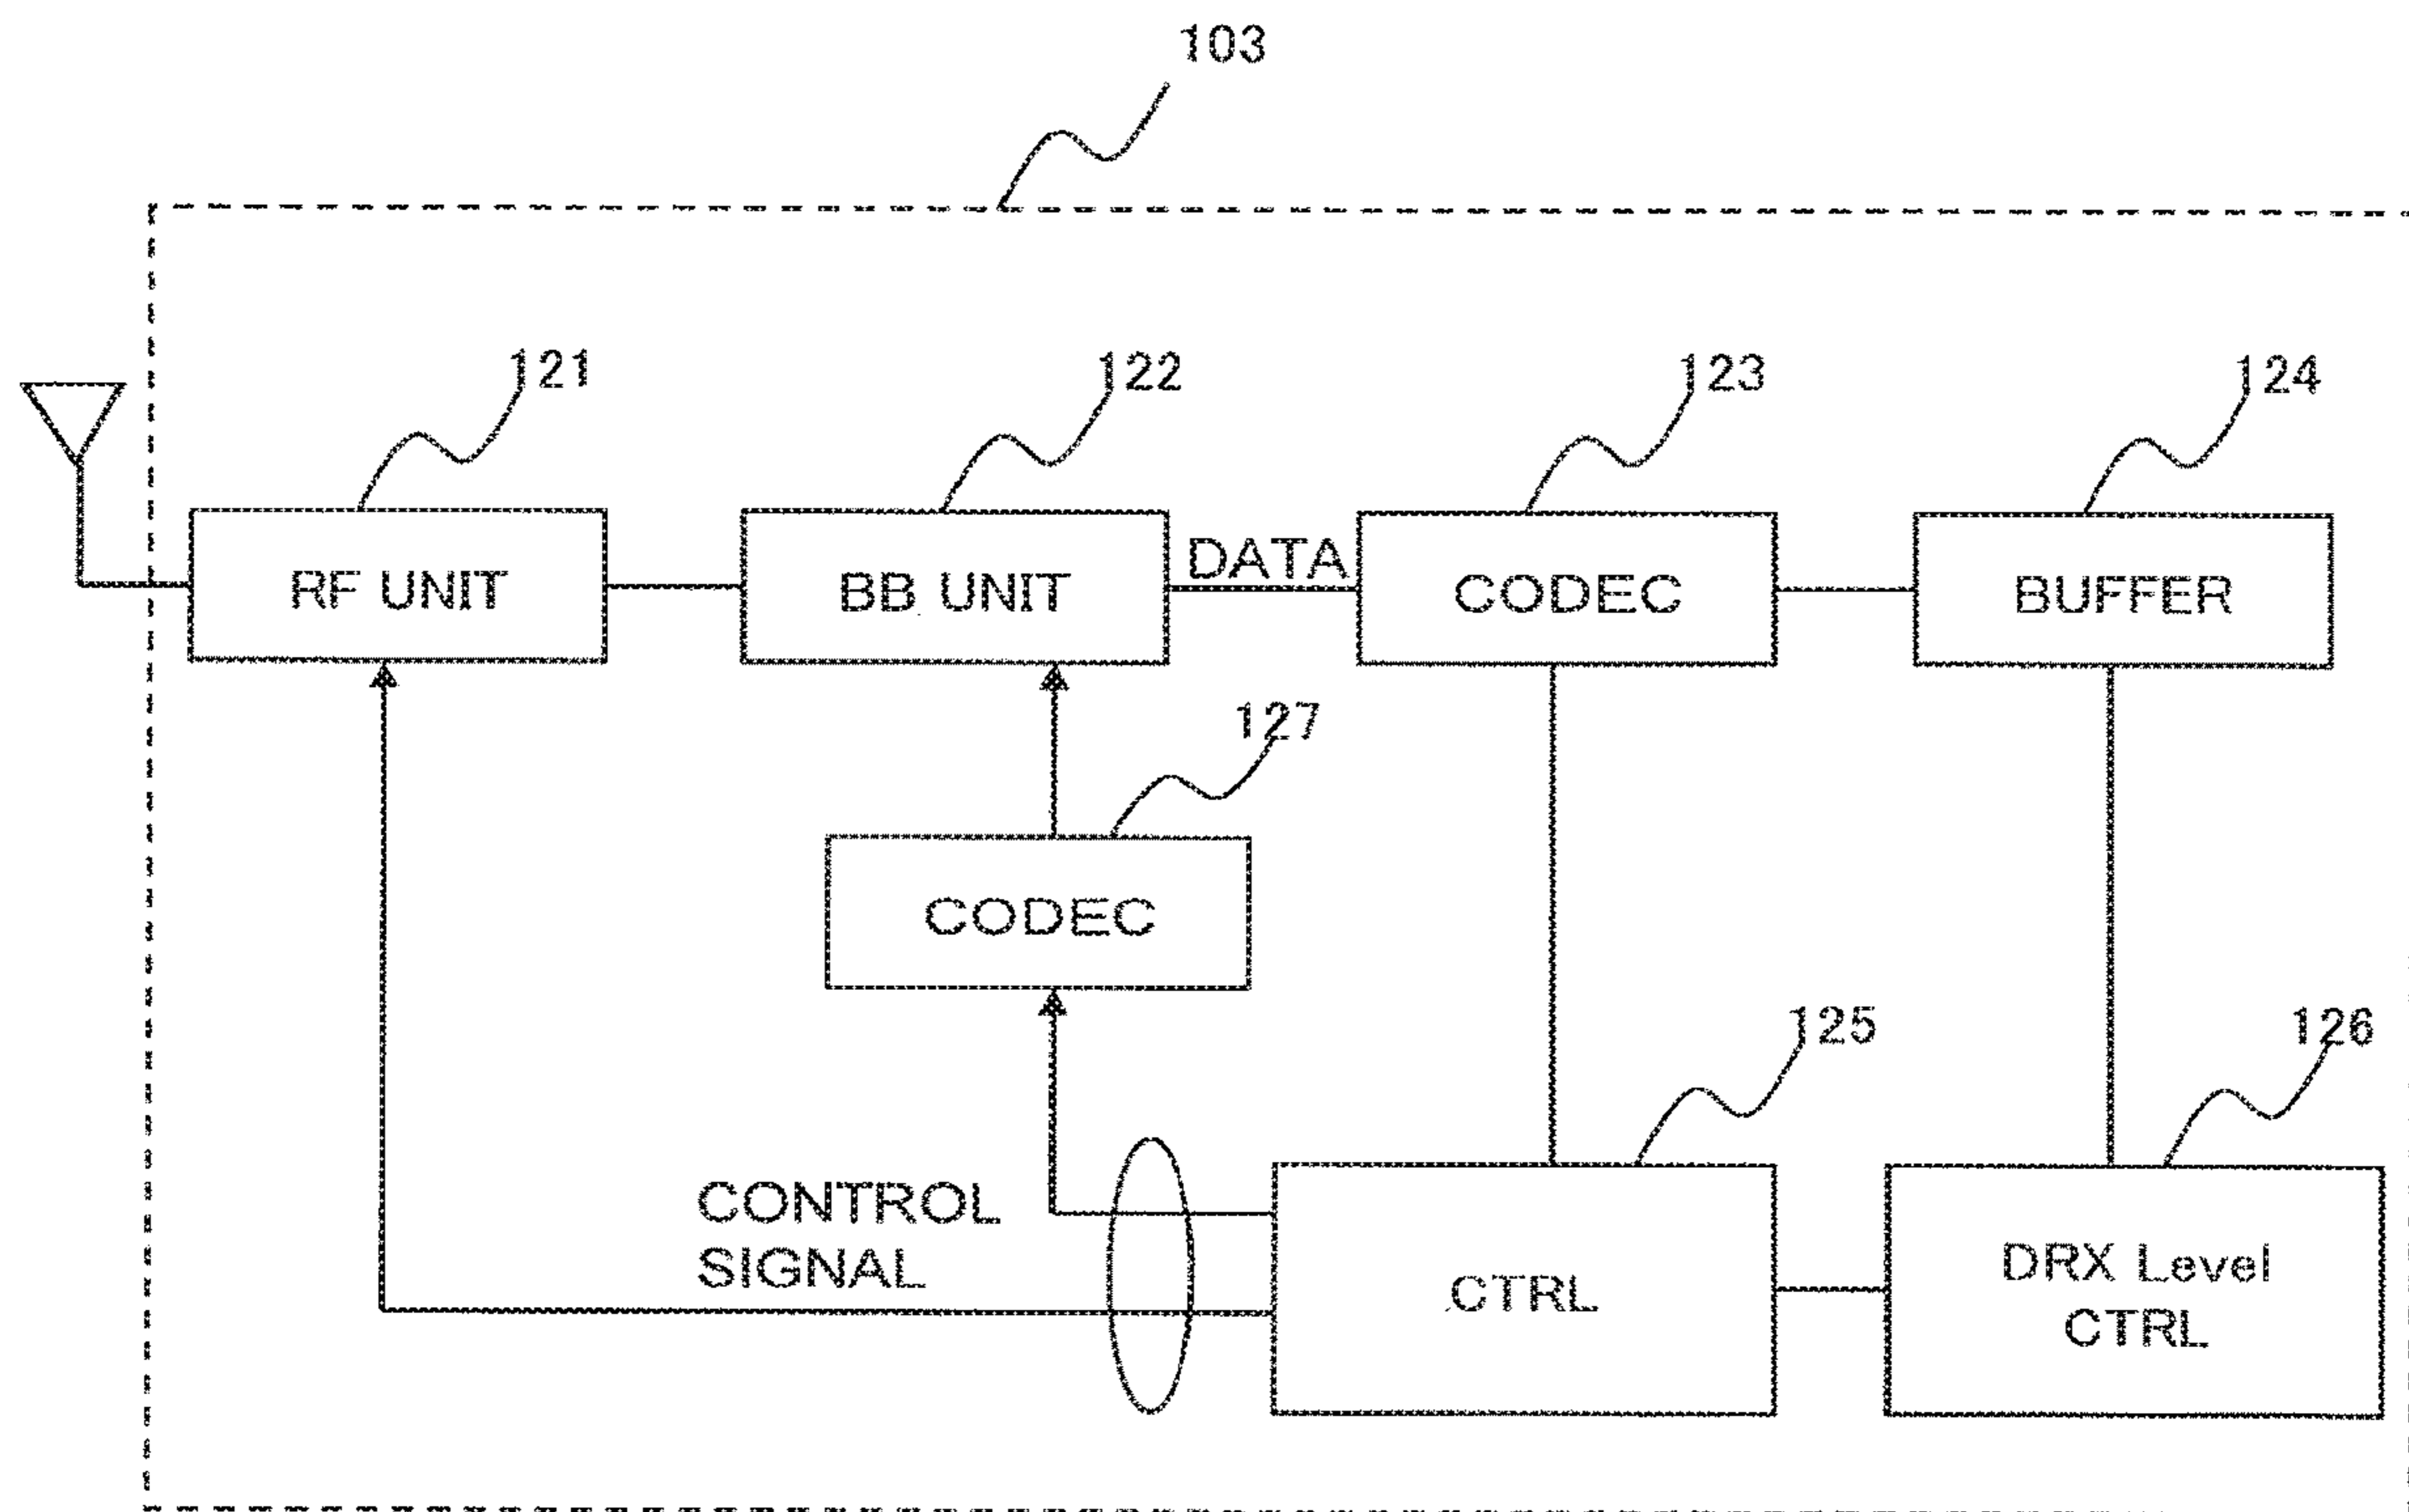 103
121
122
123
124
RF UNIT
BB UNIT
DATA
CODEC
BUFFER
127
CODEC
125
126
CONTROL
SIGNAL
CTRL
DRX Level
CTRL